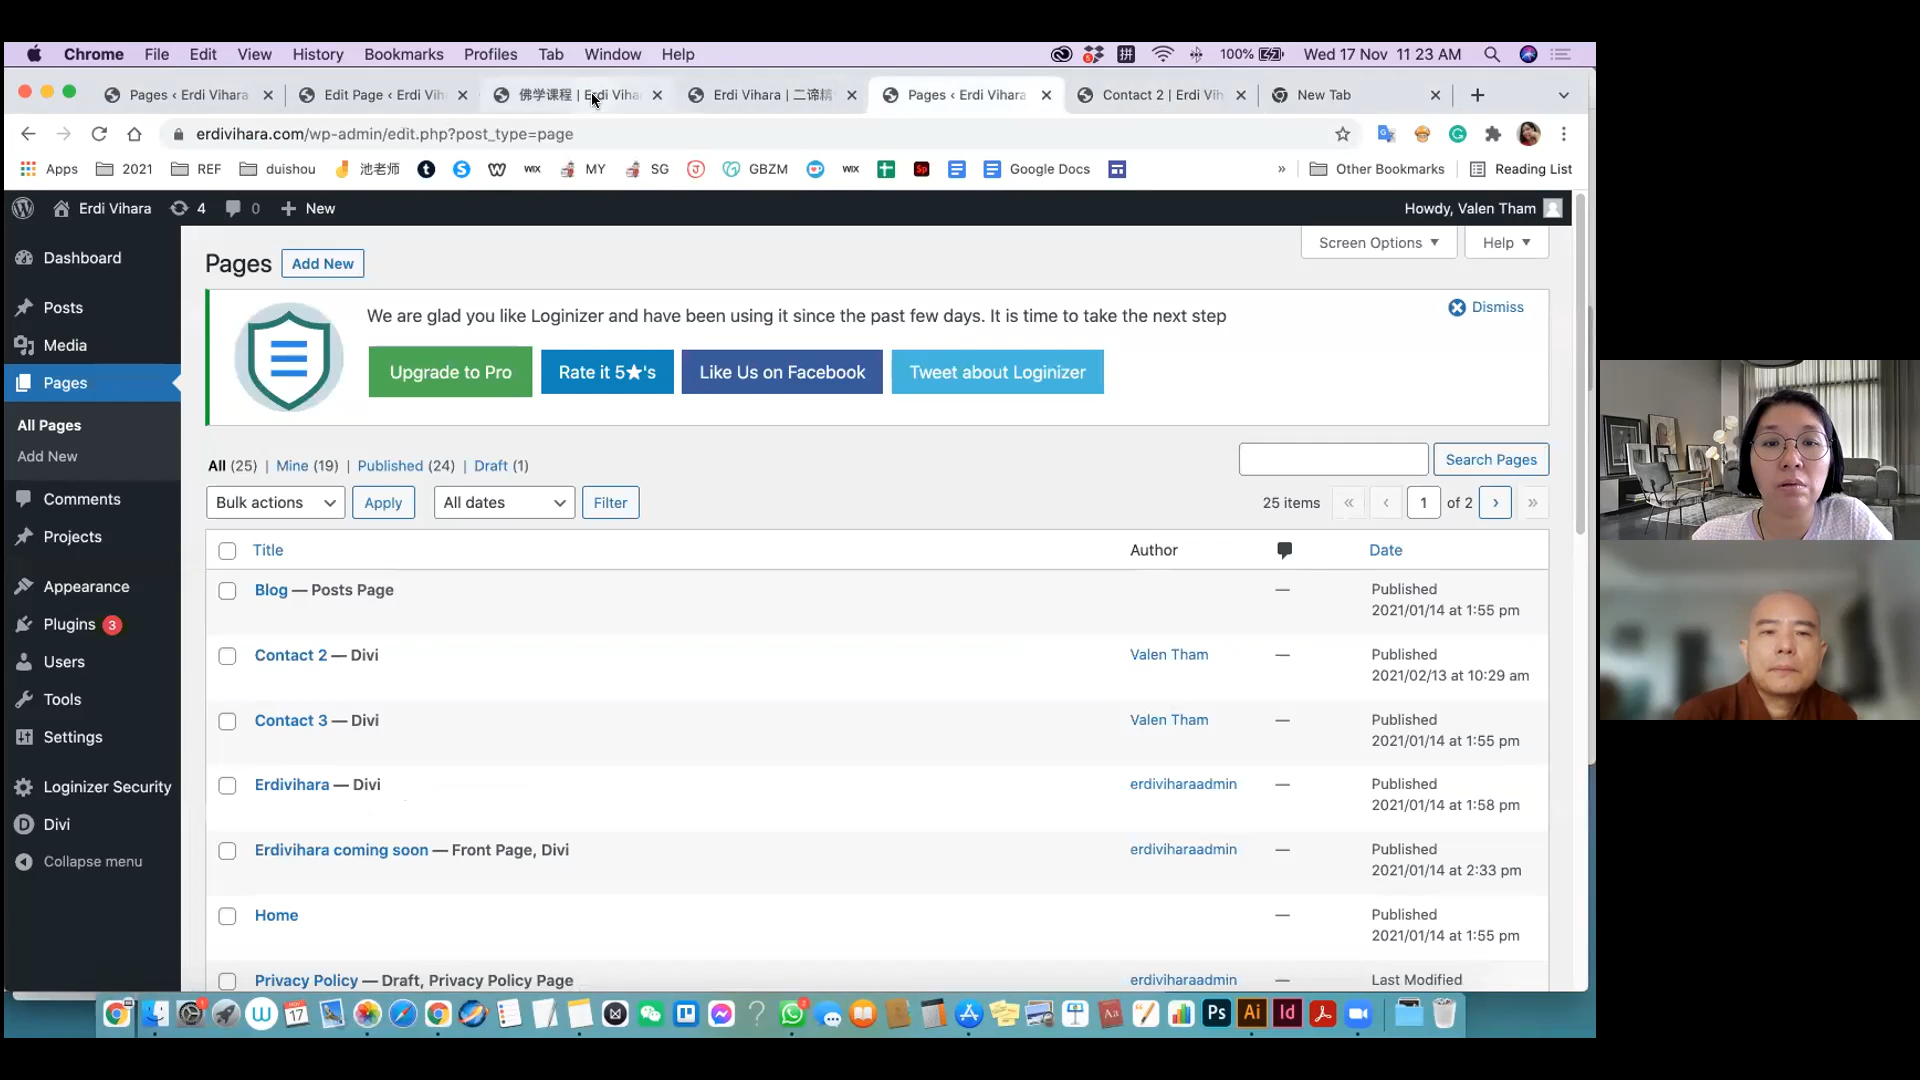 Chrome File Edit View History Bookmarks Profiles Tab Window Help 拼 100% Wed 17 Nov 11 23 AM
Pages ‹ Erdi Vihara Edit Page ‹ Erdi Vih 佛学课程 | Erdi Vihar Erdi Vihara | 二谛精 Pages ‹ Erdi Vihara Contact 2 | Erdi Vih New Tab
erdivihara.com/wp-admin/edit.php?post_type=page
Apps 2021 REF duishou 池老师 WIX MY SG GBZM WIX Sp Google Docs » Other Bookmarks Reading List
Erdi Vihara 4 0 New Howdy, Valen Tham
Screen Options Help
Dashboard
Posts
Media
Pages
All Pages
Add New
Comments
Projects
Appearance
Plugins 3
Users
Tools
Settings
Loginizer Security
Divi
Collapse menu
Pages Add New
We are glad you like Loginizer and have been using it since the past few days. It is time to take the next step
Dismiss
Upgrade to Pro Rate it 5★'s Like Us on Facebook Tweet about Loginizer
All (25) | Mine (19) | Published (24) | Draft (1)
Search Pages
Bulk actions Apply All dates Filter
25 items « ‹ 1 of 2 › »
Title Author Date
Blog — Posts Page — Published
2021/01/14 at 1:55 pm
Contact 2 — Divi Valen Tham — Published
2021/02/13 at 10:29 am
Contact 3 — Divi Valen Tham — Published
2021/01/14 at 1:55 pm
Erdivihara — Divi erdiviharaadmin — Published
2021/01/14 at 1:58 pm
Erdivihara coming soon — Front Page, Divi erdiviharaadmin — Published
2021/01/14 at 2:33 pm
Home — Published
2021/01/14 at 1:55 pm
Privacy Policy — Draft, Privacy Policy Page erdiviharaadmin — Last Modified
17 Aa Ps Ai Id